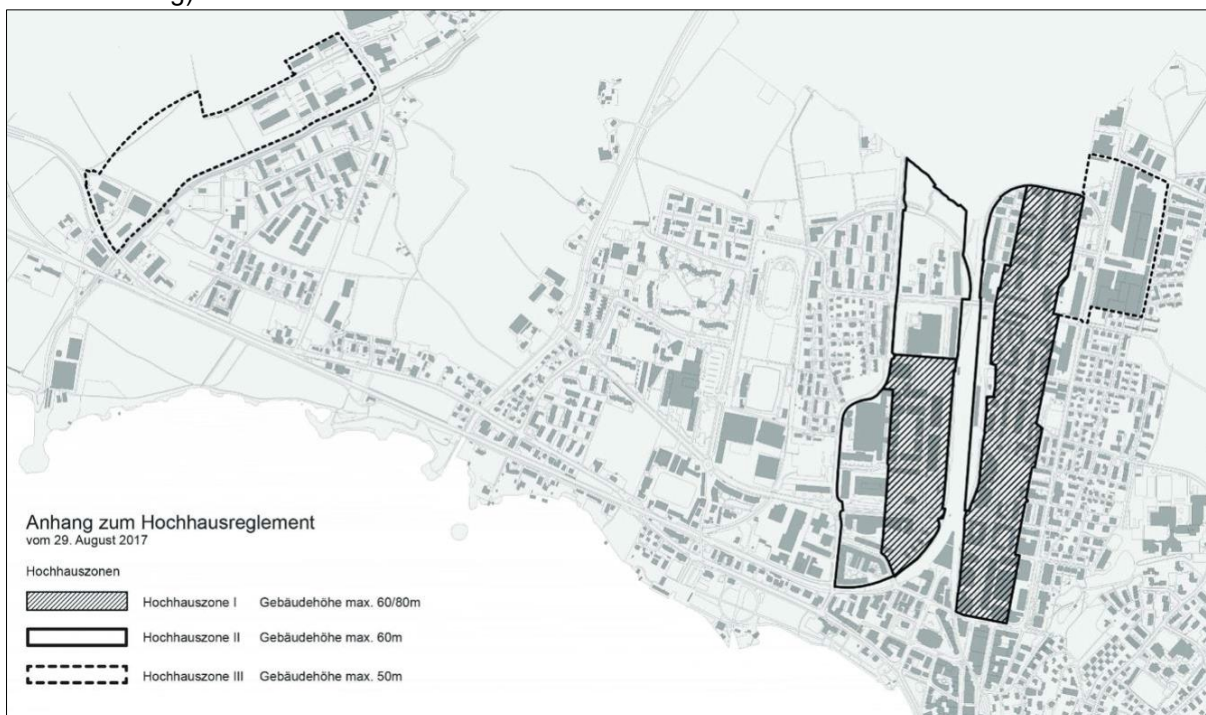 g)
Anhang zum Hochhausreglement
vom 29. August 2017
Hochhauszonen
Hochhauszone I Gebäudehöhe max. 60/80m
Hochhauszone II Gebäudehöhe max. 60m
Hochhauszone III Gebäudehöhe max. 50m